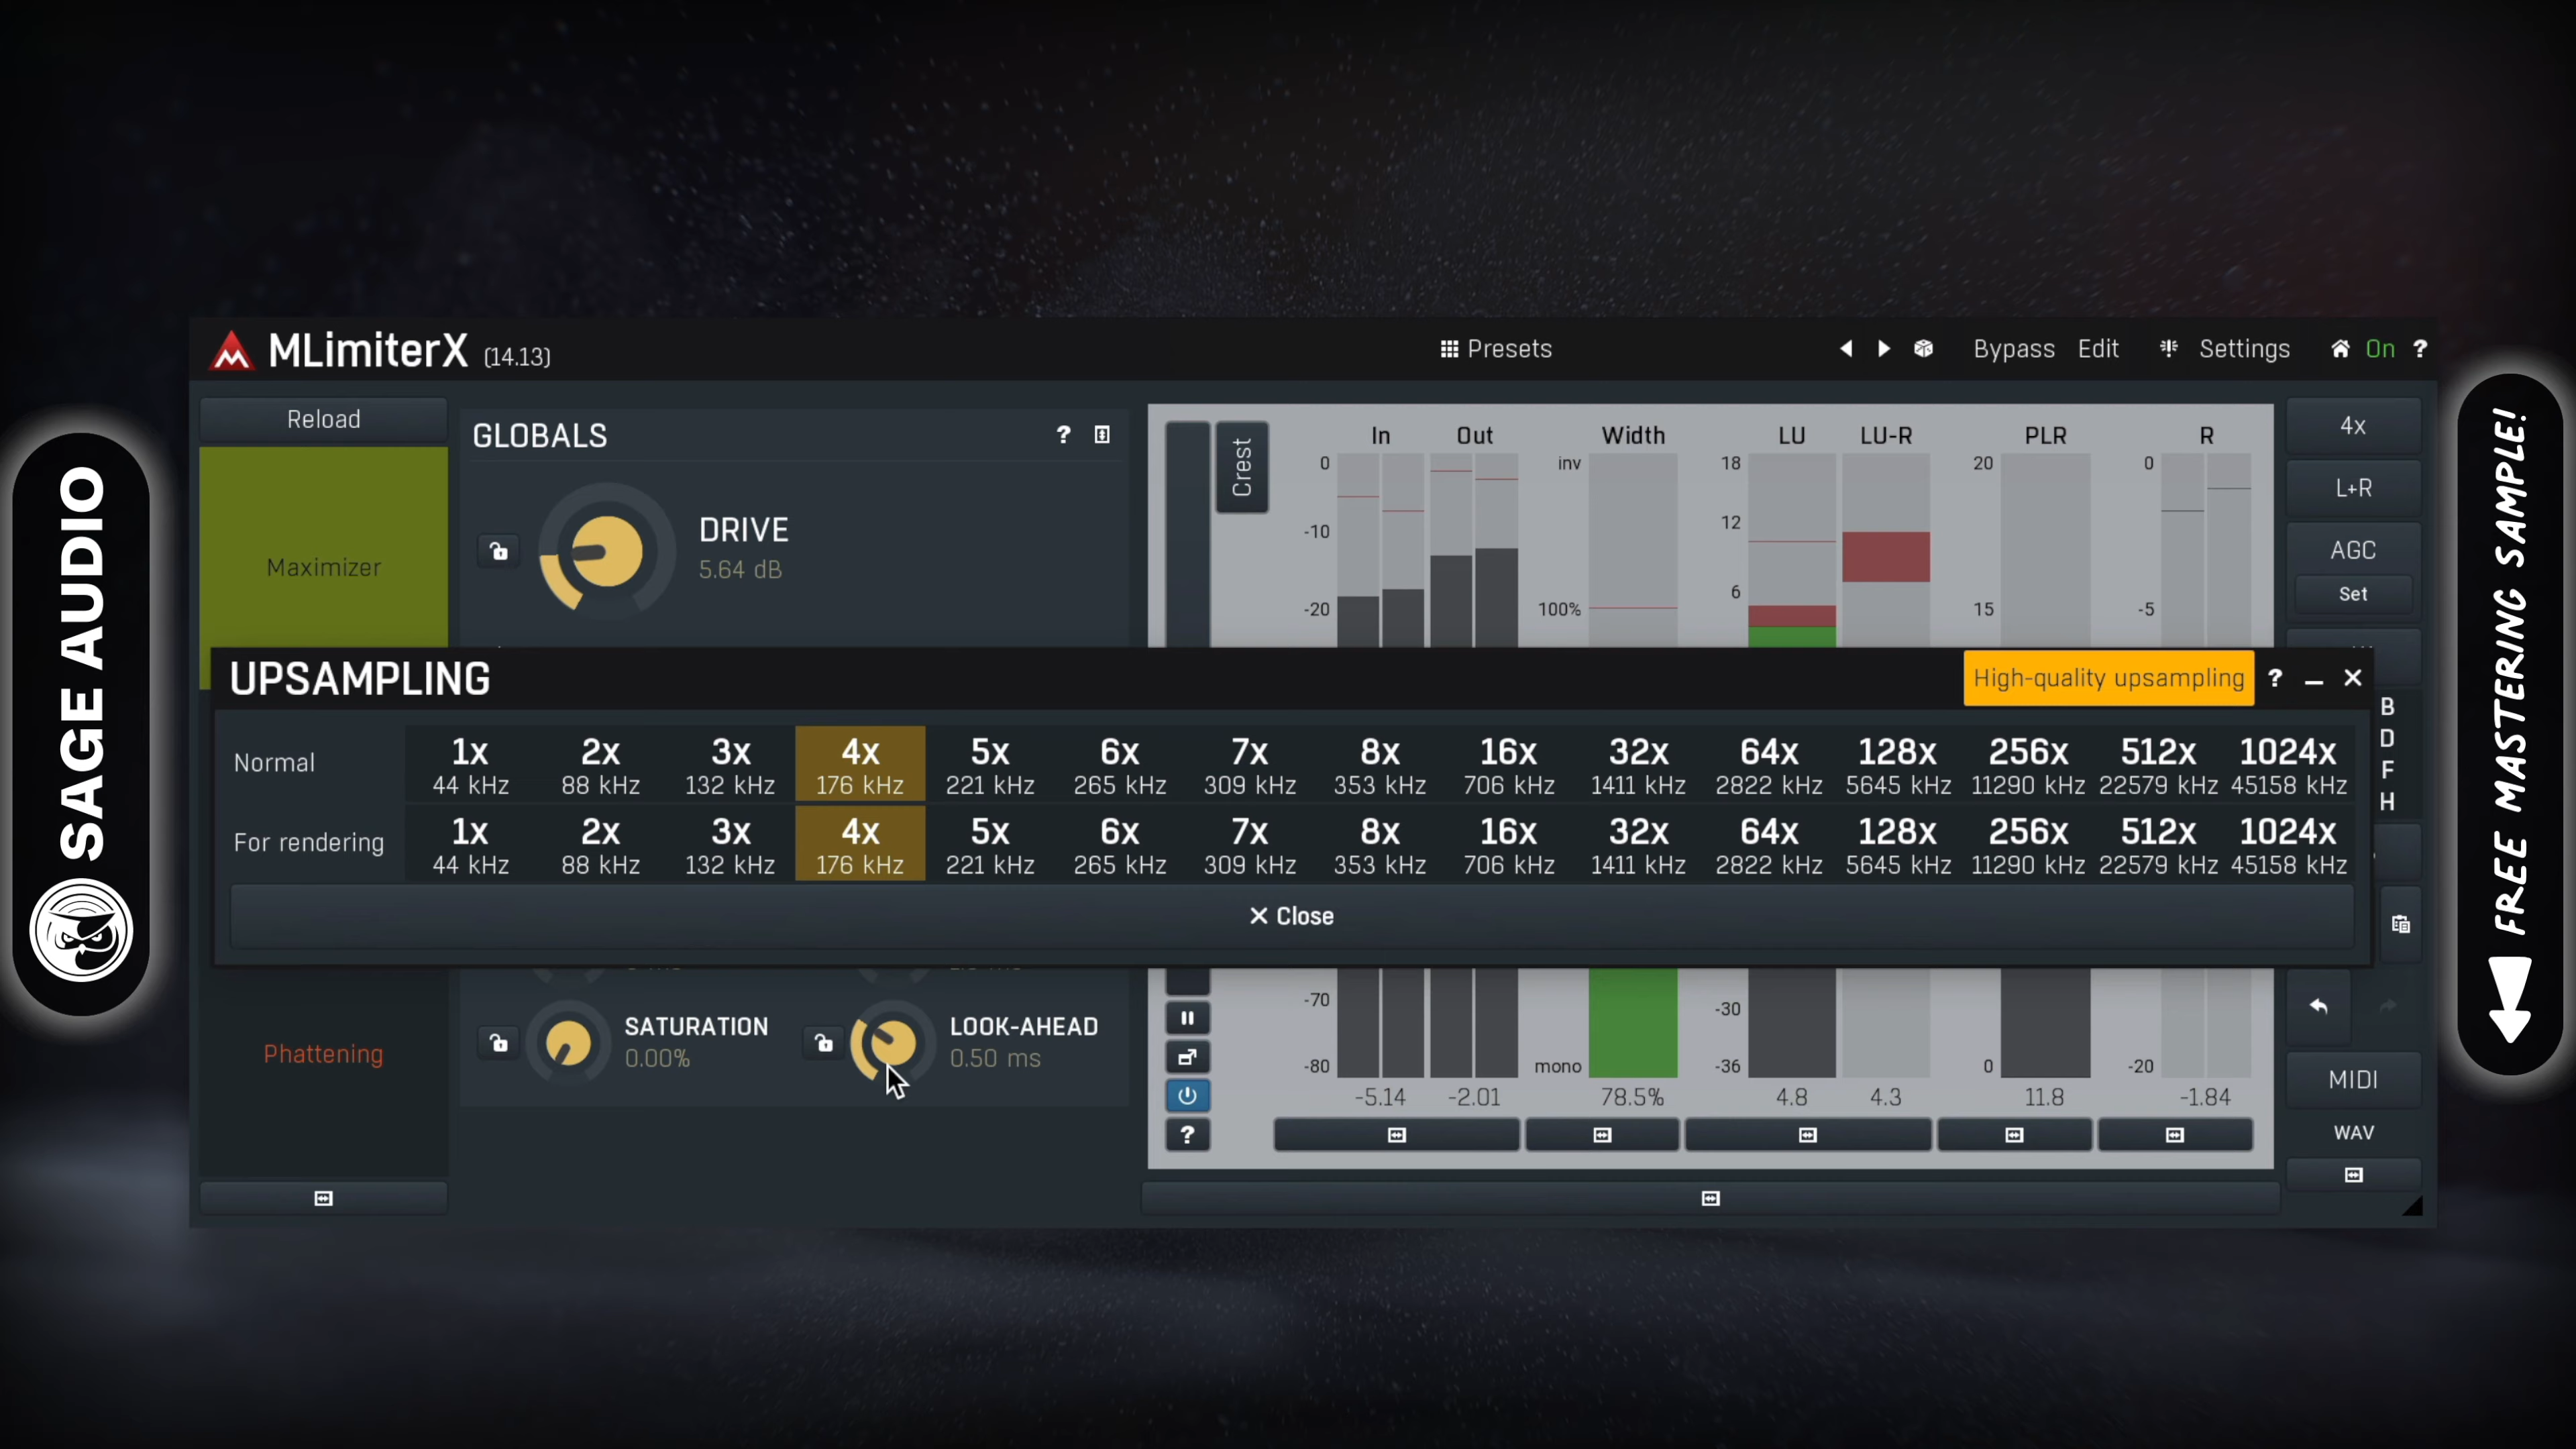 SAGE AUDIO
MLimiterX (14.13)
Presets
Bypass Edit Settings On ?
Reload
Maximizer
GLOBALS ?
DRIVE
5.64 dB
Crest
In Out Width LU LU-R PLR R
0 inv 18 20 0
-10 12
6
-20 100% 15 -5
4x
L+R
AGC
Set
UPSAMPLING High-quality upsampling ?
Normal
1x 2x 3x 4x 5x 6x 7x 8x 16x 32x 64x 128x 256x 512x 1024x
44 kHz 88 kHz 132 kHz 176 kHz 221 kHz 265 kHz 309 kHz 353 kHz 706 kHz 1411 kHz 2822 kHz 5645 kHz 11290 kHz 22579 kHz 45158 kHz
For rendering
1x 2x 3x 4x 5x 6x 7x 8x 16x 32x 64x 128x 256x 512x 1024x
44 kHz 88 kHz 132 kHz 176 kHz 221 kHz 265 kHz 309 kHz 353 kHz 706 kHz 1411 kHz 2822 kHz 5645 kHz 11290 kHz 22579 kHz 45158 kHz
B
D
F
H
Close
Phattening
SATURATION
0.00%
LOOK-AHEAD
0.50 ms
?
-70 -30
-80 mono -36 0 -20
-5.14 -2.01 78.5% 4.8 4.3 11.8 -1.84
MIDI
WAV
FREE MASTERING SAMPLE!